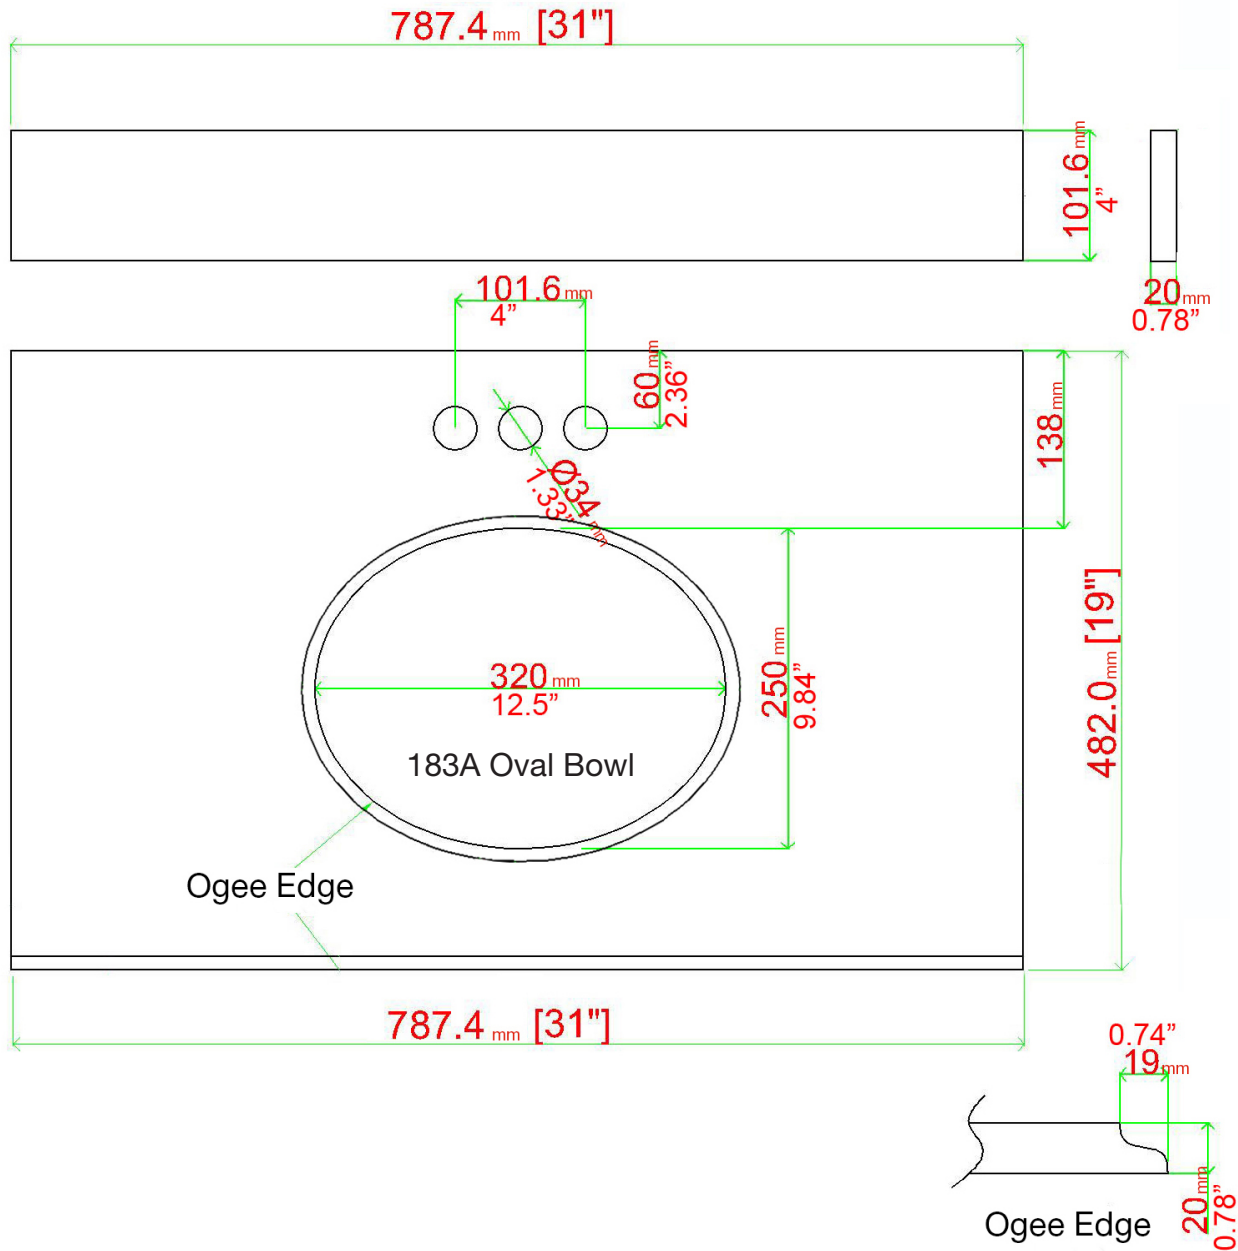 787.4 mm [31"]
101.6 mm
4”
20 mm
0.78”
101.6 mm
4”
60 mm
2.36”
138 mm
Ø34 mm
1.33”
482.0 mm [19"]
320 mm
12.5”
250 mm
9.84”
183A Oval Bowl
Ogee Edge
787.4 mm [31"]
0.74”
19 mm
20 mm
0.78”
Ogee Edge